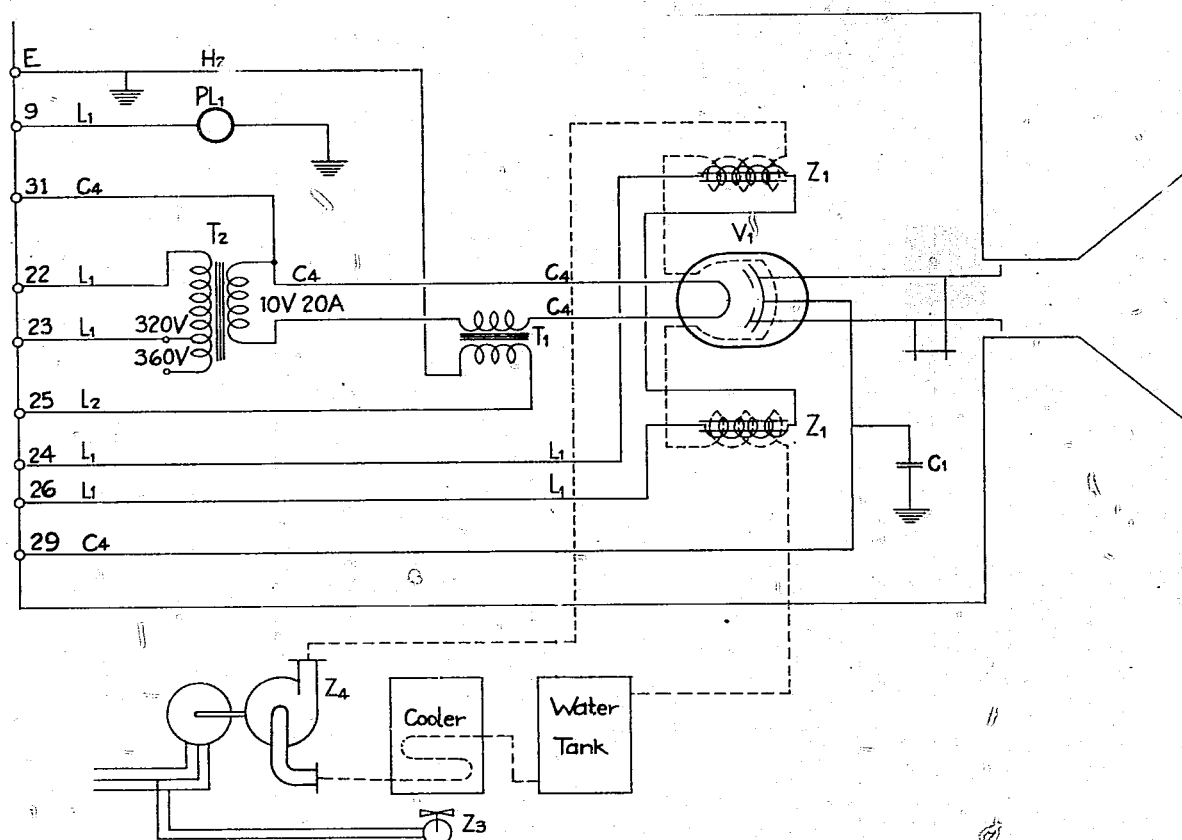 E H2
9 L1 PL1
31 C4
T2
22 L1 C4 C4
10V 20A C4
23 L1 320V T1
360V
25 L2
24 L1 L1
26 L1 L1
29 C4
Z1
V1
Z1
C1
Z4
Cooler
Water
Tank
Z3